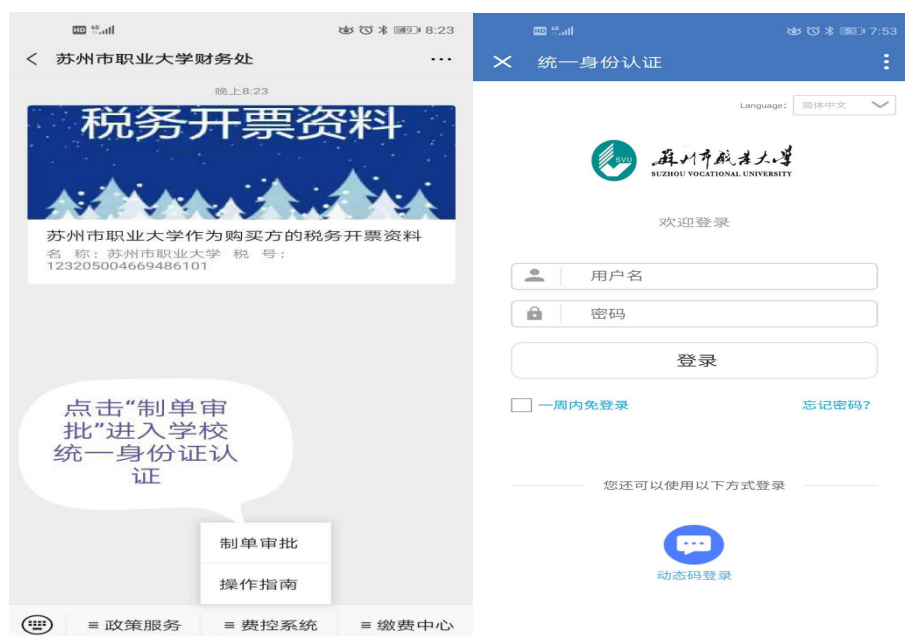 HD 4G 8:23
苏州市职业大学财务处
晚上8:23
税务开票资料
苏州市职业大学作为购买方的税务开票资料
名 称：苏州市职业大学 税 号：
123205004669486101
点击“制单审
批”进入学校
统一身份证认
证
制单审批
操作指南
政策服务
费控系统
缴费中心
HD 4G 7:53
统一身份认证
Language: 简体中文
SVU
苏州市职业大学
SUZHOU VOCATIONAL UNIVERSITY
欢迎登录
用户名
密码
登录
一周内免登录 忘记密码?
您还可以使用以下方式登录
动态码登录